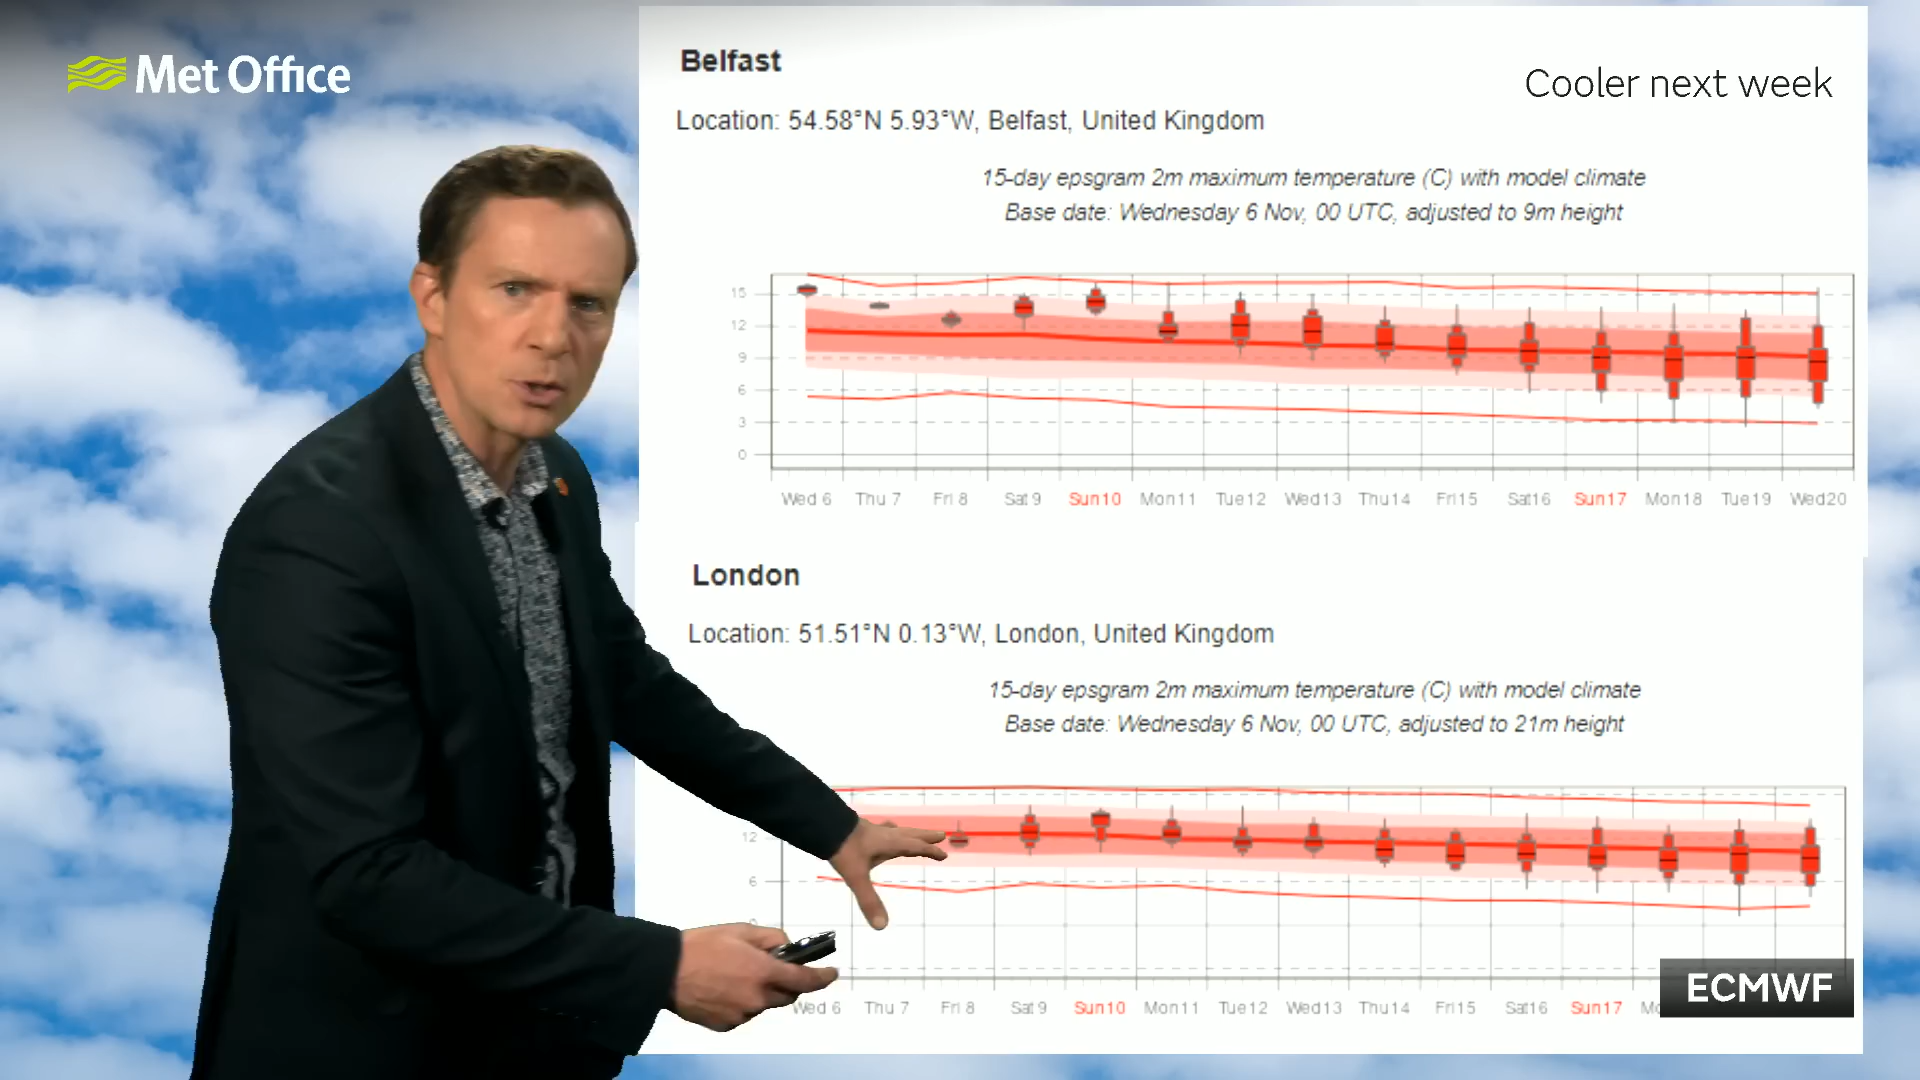 Met Office
Belfast
Cooler next week
Location: 54.58°N 5.93°W, Belfast, United Kingdom
15-day epsgram 2m maximum temperature (C) with model climate
Base date: Wednesday 6 Nov, 00 UTC, adjusted to 9m height
15
12
9
6
3
0
Wed 6 Thu 7 Fri 8 Sat 9 Sun10 Mon11 Tue12 Wed13 Thu14 Fri15 Sat16 Sun17 Mon18 Tue19 Wed20
London
Location: 51.51°N 0.13°W, London, United Kingdom
15-day epsgram 2m maximum temperature (C) with model climate
Base date: Wednesday 6 Nov, 00 UTC, adjusted to 21m height
12
6
ECMWF
Wed 6 Thu 7 Fri 8 Sat 9 Sun10 Mon11 Tue12 Wed13 Thu14 Fri15 Sat16 Sun17